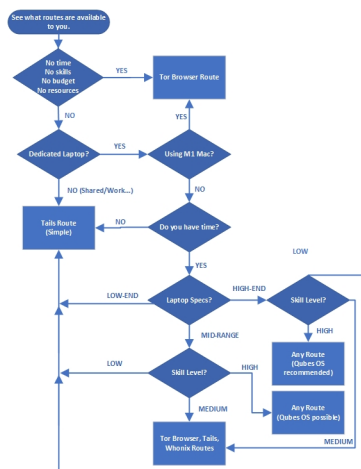 See what routes are available
to you.
No time
No skills
No budget
No resources
YES
Tor Browser Route
NO
YES
Dedicated Laptop?
YES
Using M1 Mac?
NO (Shared/Work...)
NO
Tails Route
(Simple)
NO
Do you have time?
LOW
YES
LOW-END
Laptop Specs?
HIGH-END
Skill Level?
MID-RANGE
HIGH
LOW
Skill Level?
HIGH
Any Route
(Qubes OS
recommended)
MEDIUM
Any Route
(Qubes OS possible)
Tor Browser, Tails,
Whonix Routes
MEDIUM